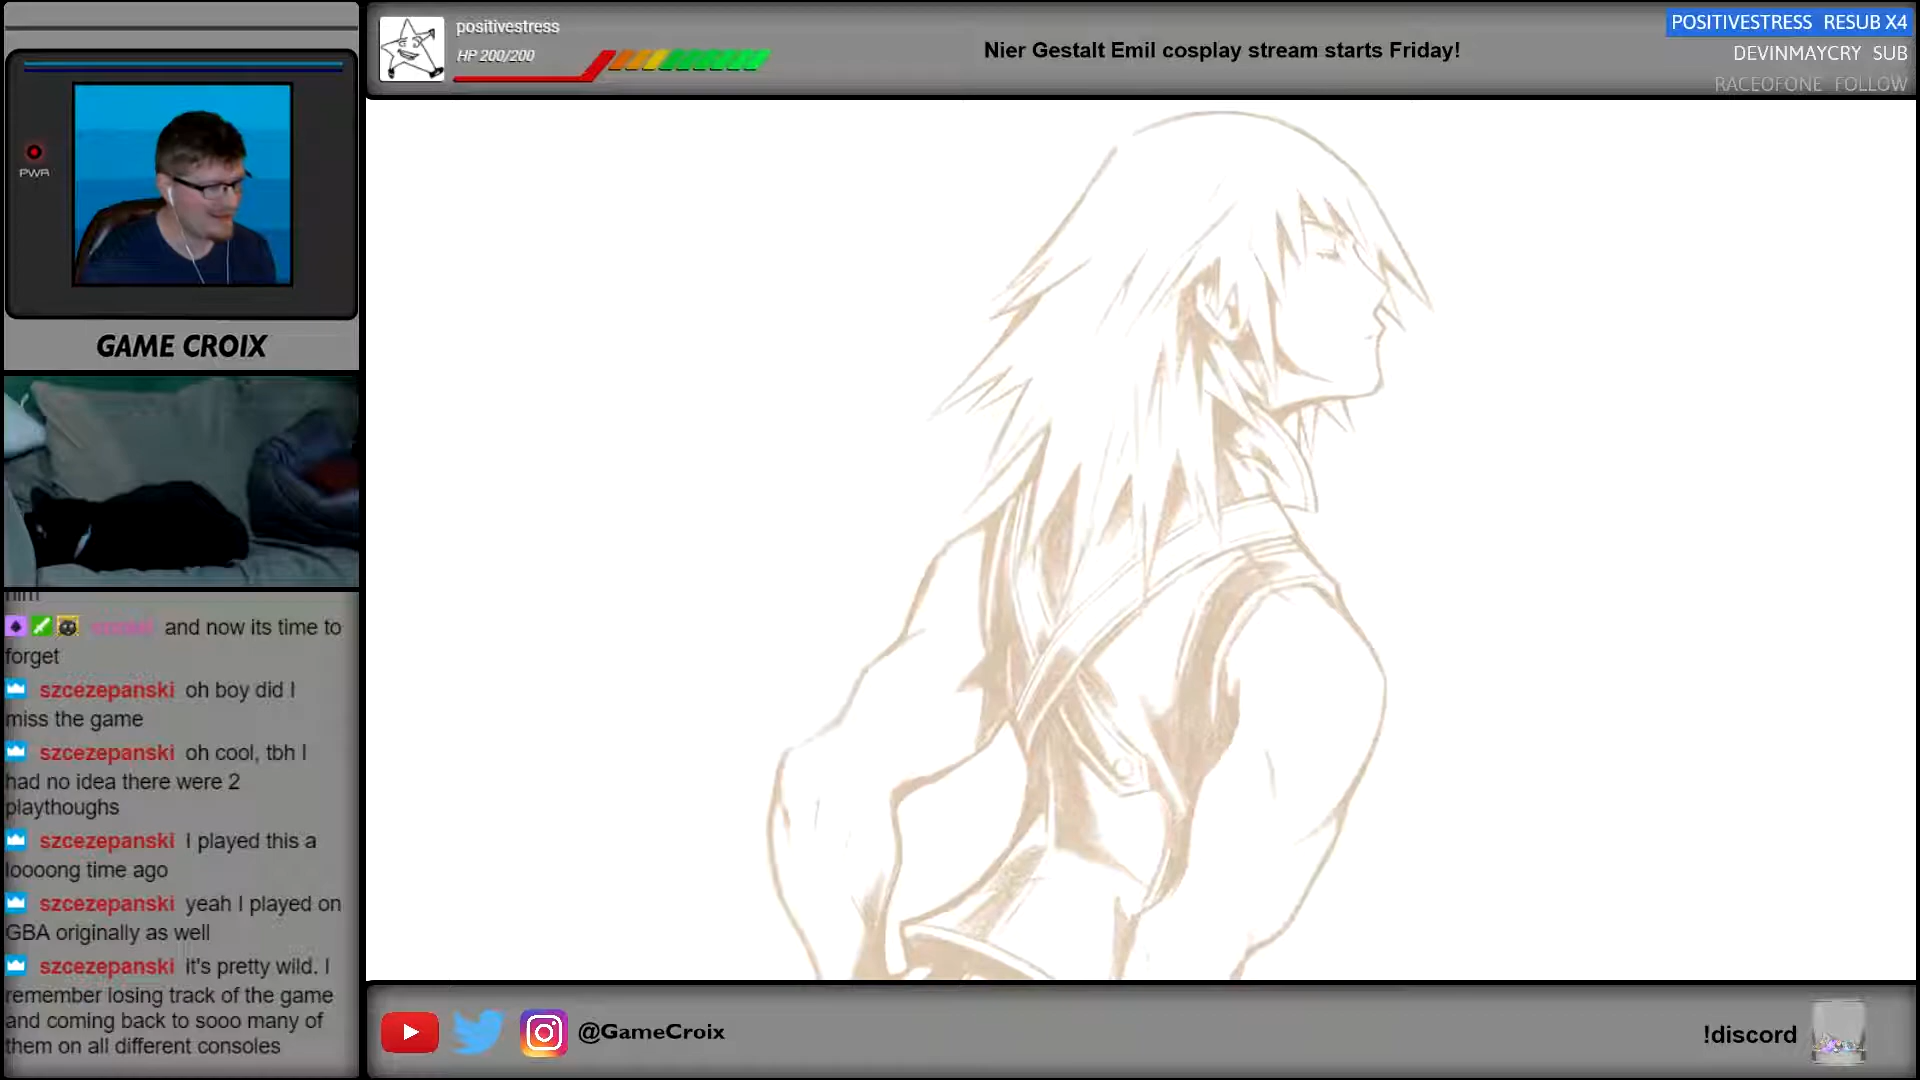 positivestress
HP 200/200
Nier Gestalt Emil cosplay stream starts Friday!
POSITIVESTRESS RESUB X4
DEVINMAYCRY SUB
RACEOFONE FOLLOW
PWR
GAME CROIX
and now its time to
forget
szcezepanski oh boy did I
miss the game
szcezepanski oh cool, tbh I
had no idea there were 2
playthoughs
szcezepanski I played this a
loooong time ago
szcezepanski yeah I played on
GBA originally as well
szcezepanski it's pretty wild. I
remember losing track of the game
and coming back to sooo many of
them on all different consoles
@GameCroix
!discord